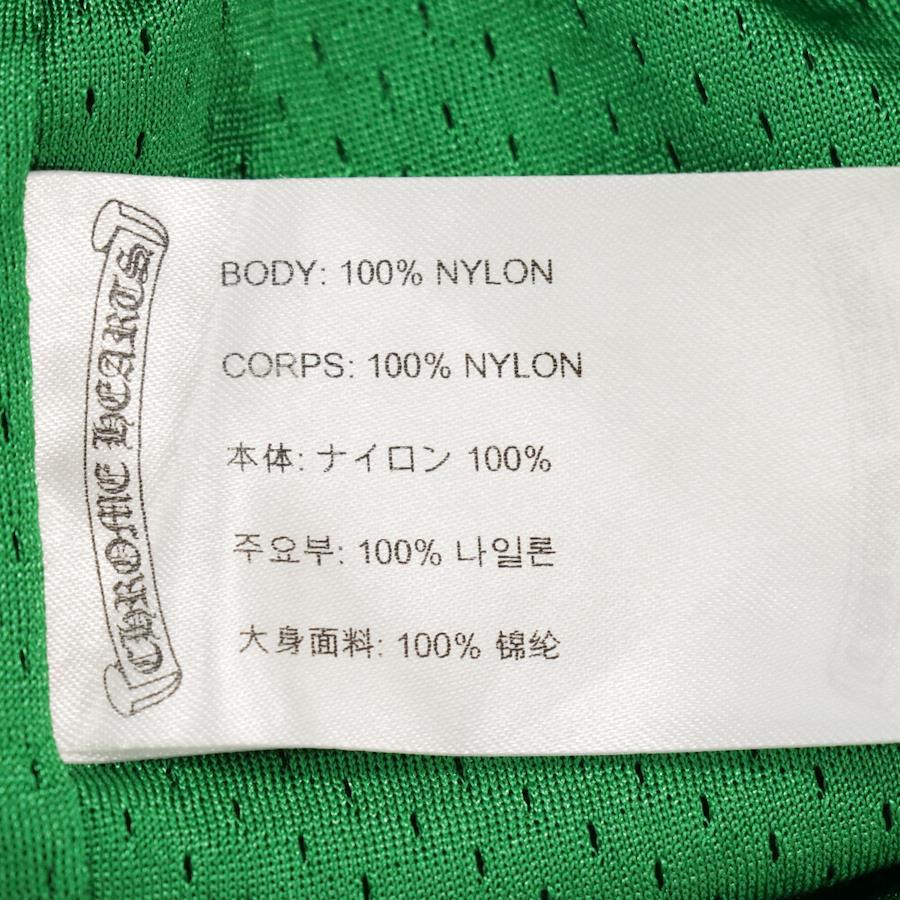 CHROME HEARTS
BODY: 100% NYLON
CORPS: 100% NYLON
本体: ナイロン 100%
주요부: 100% 나일론
大身面料: 100% 锦纶